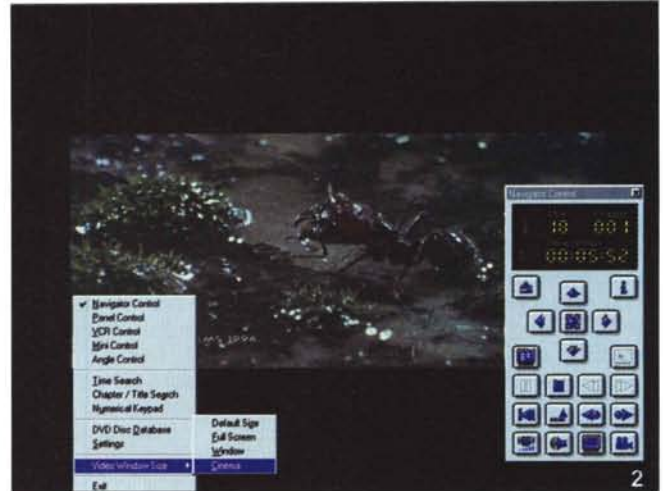 Navigator Control
18 001
00:05:52
✓ Navigator Control
Panel Control
VCR Control
Mini Control
Angle Control
Time Search
Chapter / Title Search
Numerical Keypad
DVD Disc Database
Settings
Video Window Size
Exit
Default Size
Full Screen
Window
Cinema
2